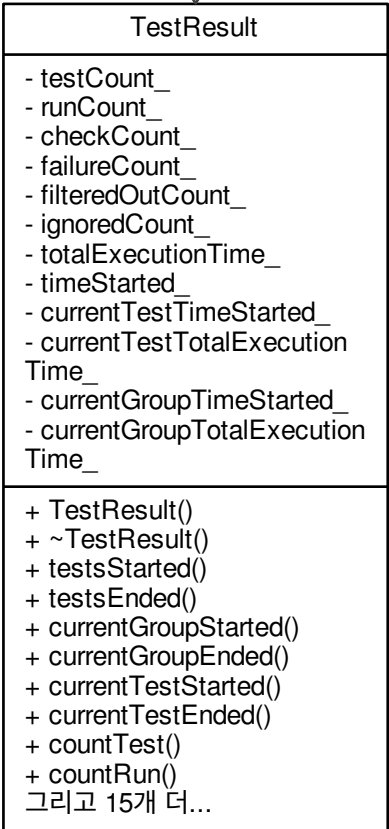 TestResult
- testCount_
- runCount_
- checkCount_
- failureCount_
- filteredOutCount_
- ignoredCount_
- totalExecutionTime_
- timeStarted_
- currentTestTimeStarted_
- currentTestTotalExecution
Time_
- currentGroupTimeStarted_
- currentGroupTotalExecution
Time_
+ TestResult()
+ ~TestResult()
+ testsStarted()
+ testsEnded()
+ currentGroupStarted()
+ currentGroupEnded()
+ currentTestStarted()
+ currentTestEnded()
+ countTest()
+ countRun()
그리고 15개 더...